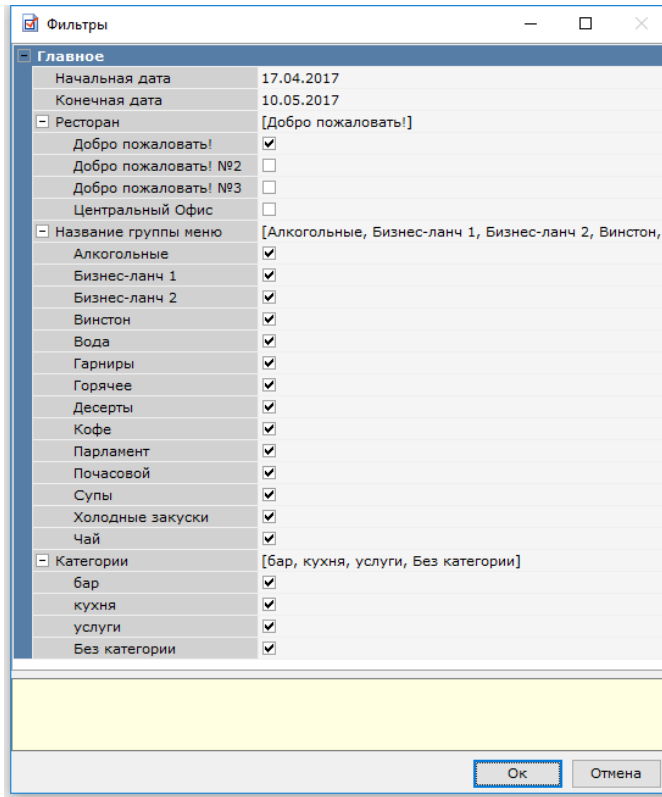 Фильтры
Главное
Начальная дата 17.04.2017
Конечная дата 10.05.2017
Ресторан [Добро пожаловать!]
Добро пожаловать!
Добро пожаловать! №2
Добро пожаловать! №3
Центральный Офис
Название группы меню [Алкогольные, Бизнес-ланч 1, Бизнес-ланч 2, Винстон,
Алкогольные
Бизнес-ланч 1
Бизнес-ланч 2
Винстон
Вода
Гарниры
Горячее
Десерты
Кофе
Парламент
Почасовой
Супы
Холодные закуски
Чай
Категории [бар, кухня, услуги, Без категории]
бар
кухня
услуги
Без категории
Ок Отмена